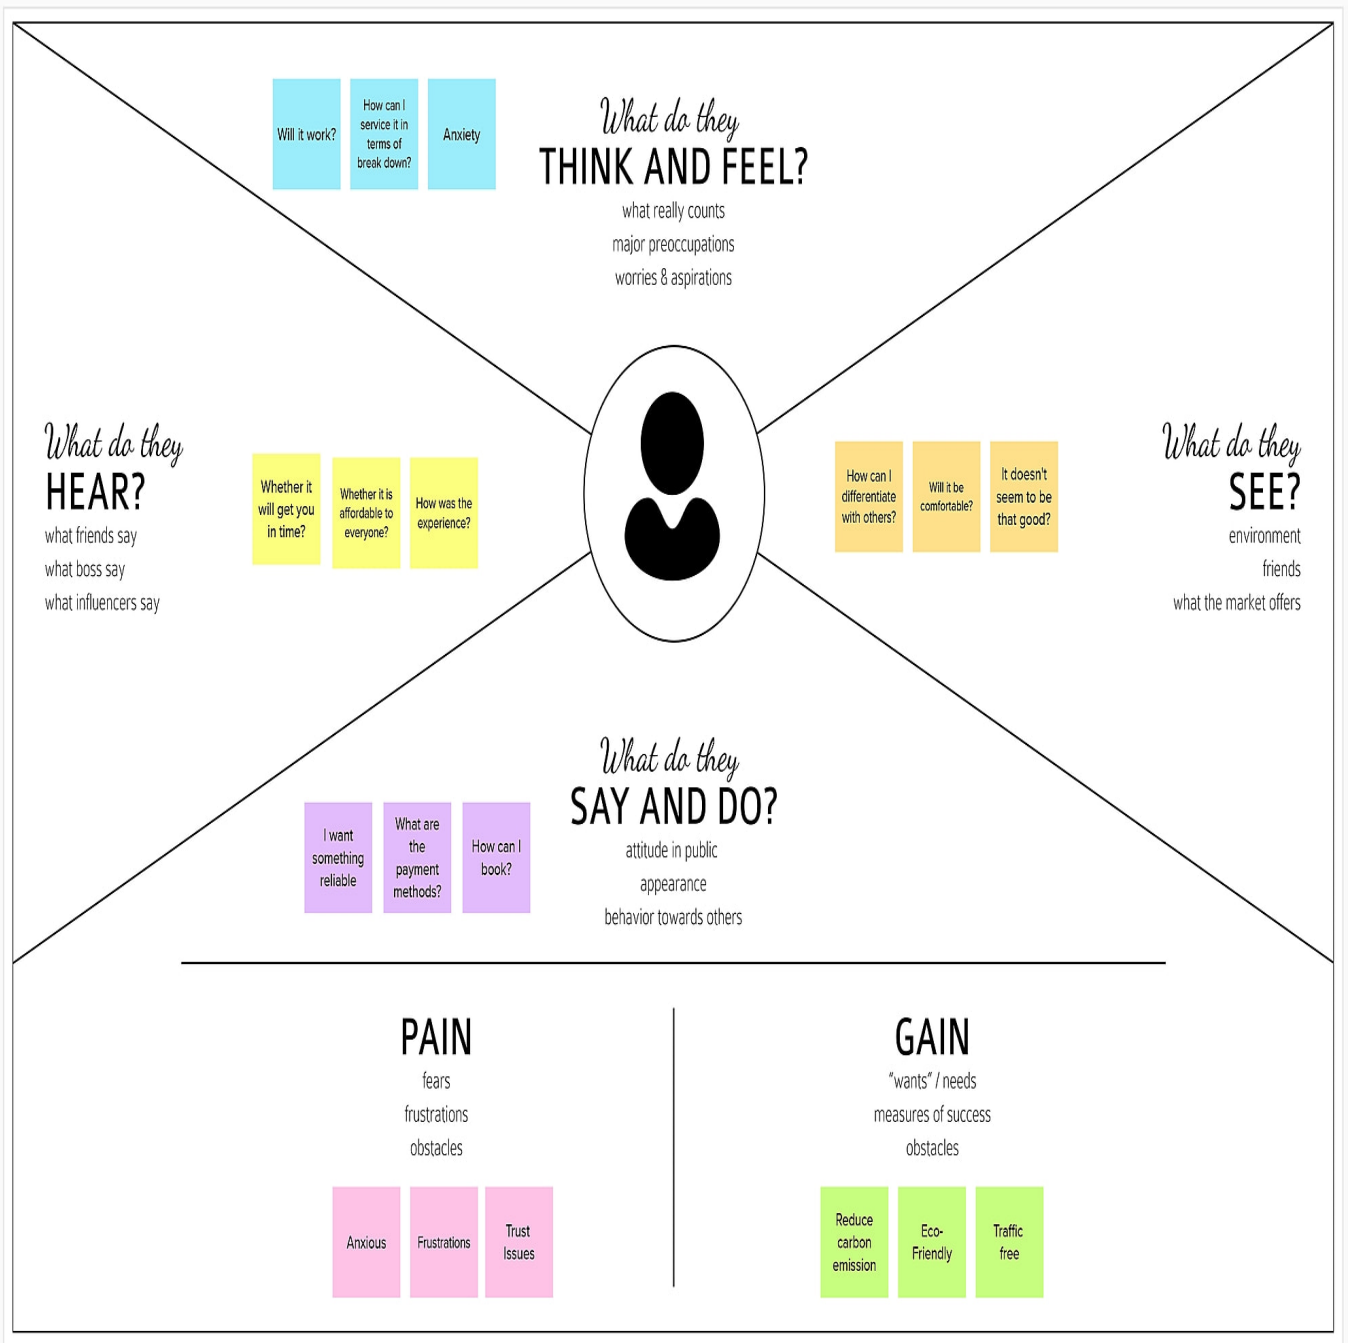 Will it work?
How can I
service it in
terms of
break down?
Anxiety
What do they
THINK AND FEEL?
what really counts
major preoccupations
worries & aspirations
What do they
HEAR?
what friends say
what boss say
what influencers say
Whether it
will get you
in time?
Whether it is
affordable to
everyone?
How was the
experience?
How can I
differentiate
with others?
Will it be
comfortable?
It doesn't
seem to be
that good?
What do they
SEE?
environment
friends
what the market offers
What do they
SAY AND DO?
attitude in public
appearance
behavior towards others
I want
something
reliable
What are
the
payment
methods?
How can I
book?
PAIN
fears
frustrations
obstacles
Anxious
Frustrations
Trust
Issues
GAIN
"wants" / needs
measures of success
obstacles
Reduce
carbon
emission
Eco-
Friendly
Traffic
free